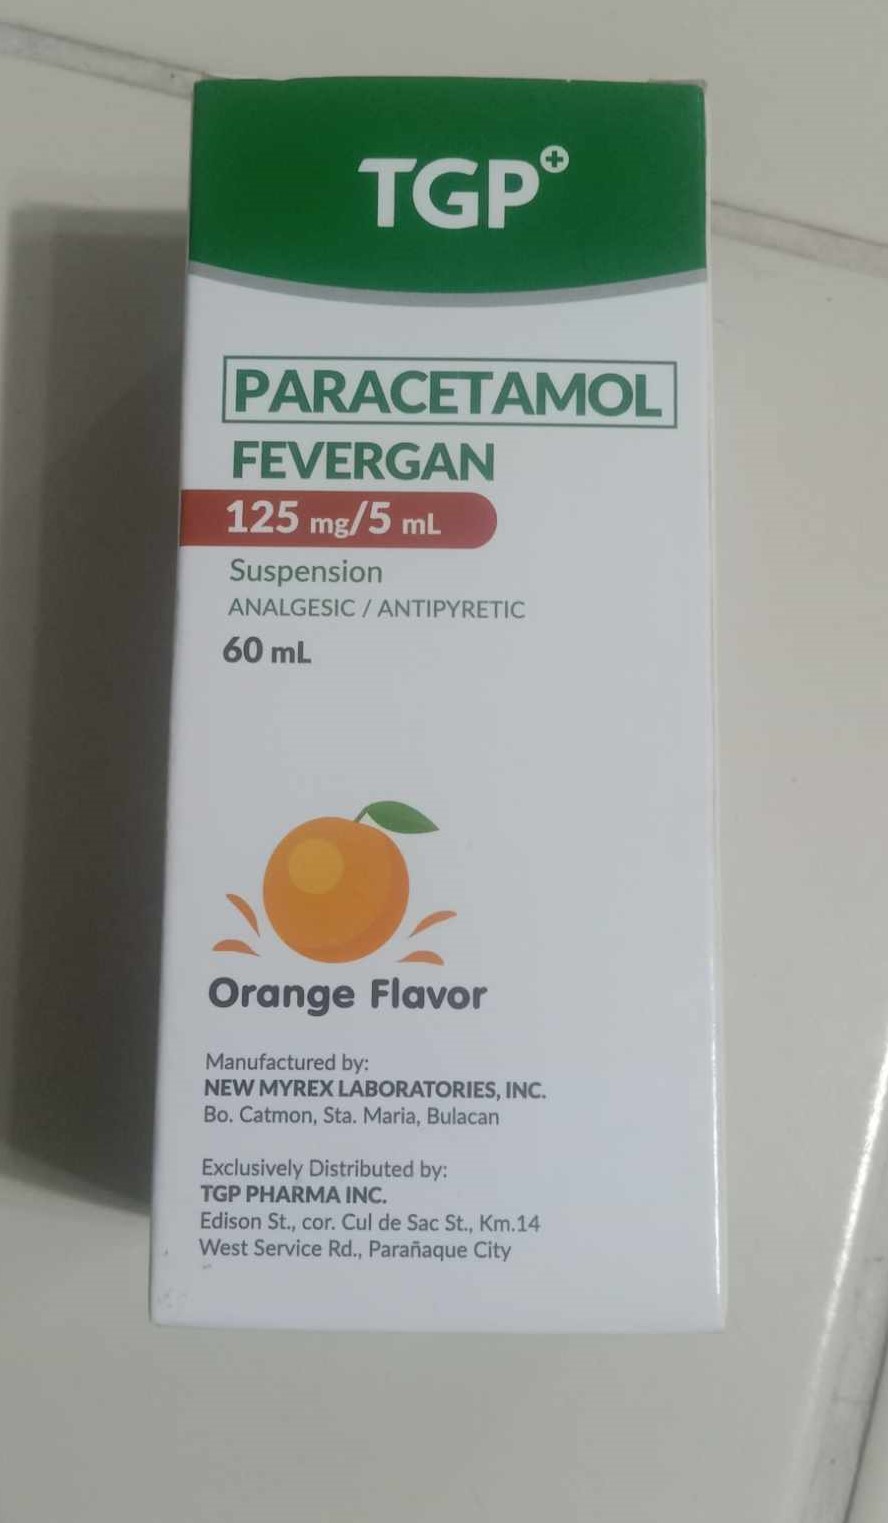 TGP
PARACETAMOL
FEVERGAN
125 mg/5 mL
Suspension
ANALGESIC / ANTIPYRETIC
60 mL
Orange Flavor
Manufactured by:
NEW MYREX LABORATORIES, INC.
Bo. Catmon, Sta. Maria, Bulacan
Exclusively Distributed by:
TGP PHARMA INC.
Edison St., cor. Cul de Sac St., Km.14
West Service Rd., Parañaque City